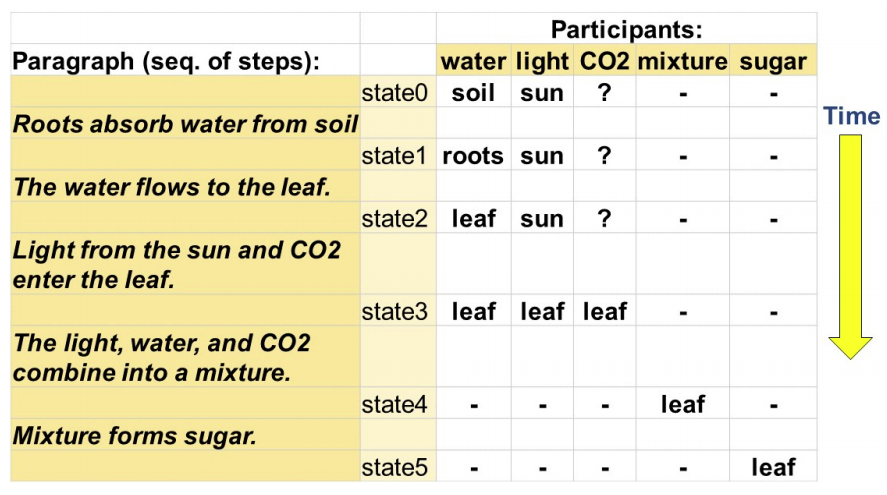 Participants:
Paragraph (seq. of steps): water light CO2 mixture sugar
state0 soil sun ? - -
Time
Roots absorb water from soil
state1 roots sun ? - -
The water flows to the leaf.
state2 leaf sun ? - -
Light from the sun and CO2
enter the leaf.
state3 leaf leaf leaf - -
The light, water, and CO2
combine into a mixture.
state4 - - - leaf -
Mixture forms sugar.
state5 - - - - leaf